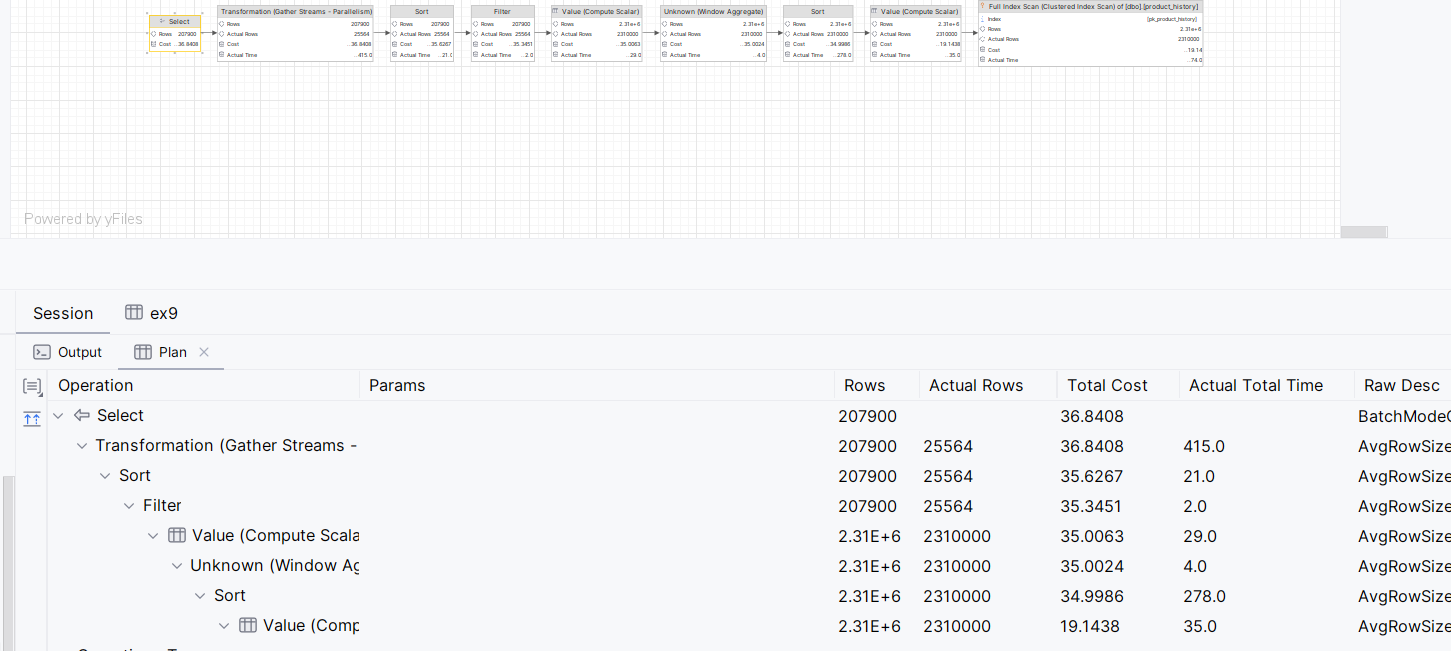 Select
Rows 207900
Cost ..36.8408
Transformation (Gather Streams - Parallelism)
Rows 207900
Actual Rows 25564
Cost ..36.8408
Actual Time ..415.0
Sort
Rows 207900
Actual Rows 25564
Cost ..35.6267
Actual Time ..21.0
Filter
Rows 207900
Actual Rows 25564
Cost ..35.3451
Actual Time ..2.0
Value (Compute Scalar)
Rows 2.31e+6
Actual Rows 2310000
Cost ..35.0063
Actual Time ..29.0
Unknown (Window Aggregate)
Rows 2.31e+6
Actual Rows 2310000
Cost ..35.0024
Actual Time ..4.0
Sort
Rows 2.31e+6
Actual Rows 2310000
Cost ..34.9986
Actual Time ..278.0
Value (Compute Scalar)
Rows 2.31e+6
Actual Rows 2310000
Cost ..19.1438
Actual Time ..35.0
Full Index Scan (Clustered Index Scan) of [dbo].[product_history]
Index [pk_product_history]
Rows 2.31e+6
Actual Rows 2310000
Cost ..19.14
Actual Time ..74.0
Powered by yFiles
Session ex9
Output Plan
Operation Params Rows Actual Rows Total Cost Actual Total Time Raw Desc
Select 207900 36.8408 BatchModeO
Transformation (Gather Streams - 207900 25564 36.8408 415.0 AvgRowSize
Sort 207900 25564 35.6267 21.0 AvgRowSize
Filter 207900 25564 35.3451 2.0 AvgRowSize
Value (Compute Scala 2.31E+6 2310000 35.0063 29.0 AvgRowSize
Unknown (Window Ag 2.31E+6 2310000 35.0024 4.0 AvgRowSize
Sort 2.31E+6 2310000 34.9986 278.0 AvgRowSize
Value (Comp 2.31E+6 2310000 19.1438 35.0 AvgRowSize